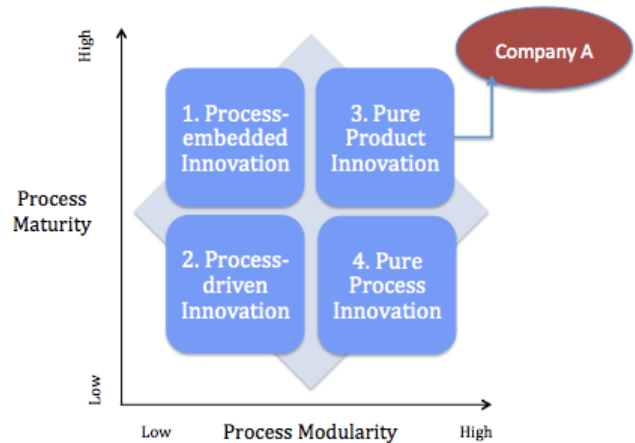 High
Company A
1. Process-
embedded
Innovation
3. Pure
Product
Innovation
Process
Maturity
2. Process-
driven
Innovation
4. Pure
Process
Innovation
Low
Low
Process Modularity
High